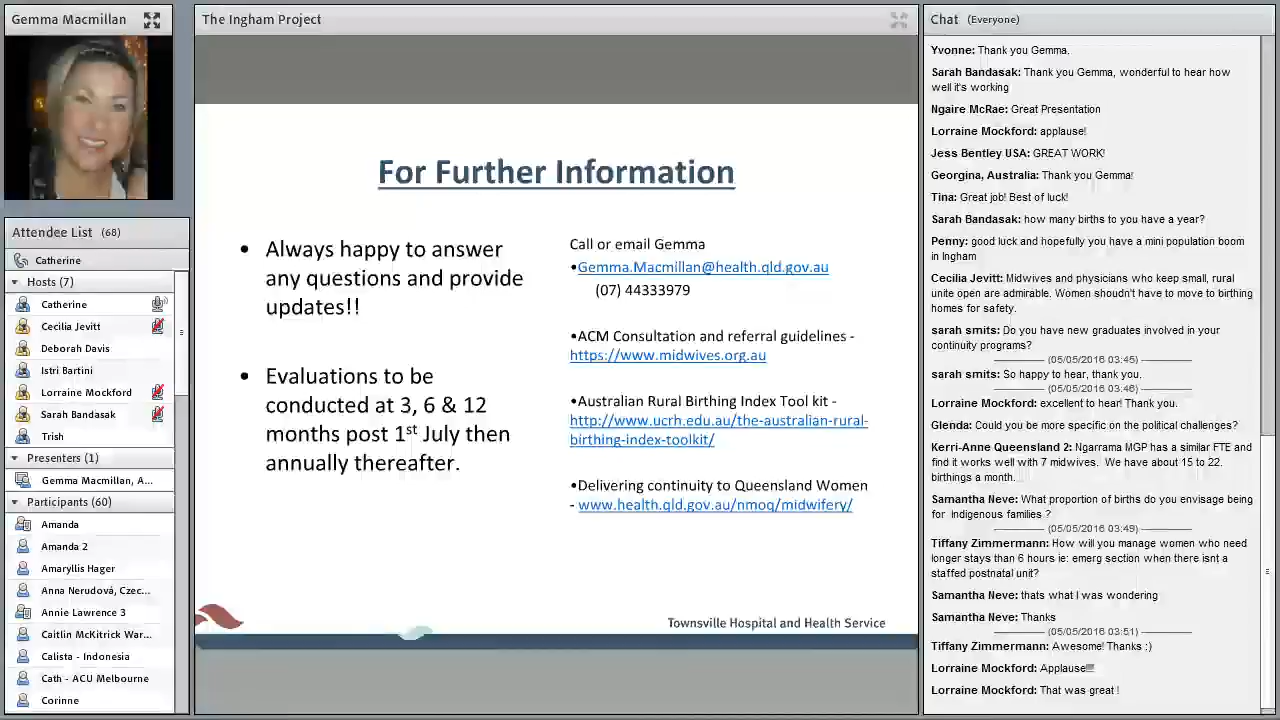 Gemma Macmillan
Attendee List (68)
Catherine
Hosts (7)
Catherine
Cecilia Jevitt
Deborah Davis
Istri Bartini
Lorraine Mockford
Sarah Bandasak
Trish
Presenters (1)
Gemma Macmillan, A...
Participants (60)
Amanda
Amanda 2
Amaryllis Hager
Anna Nerudová, Czec...
Annie Lawrence 3
Caitlin McKitrick War...
Calista - Indonesia
Cath - ACU Melbourne
Corinne
The Ingham Project
For Further Information
• Always happy to answer
any questions and provide
updates!!
• Evaluations to be
conducted at 3, 6 & 12
months post 1st July then
annually thereafter.
Call or email Gemma
•Gemma.Macmillan@health.qld.gov.au
(07) 44333979
•ACM Consultation and referral guidelines -
https://www.midwives.org.au
•Australian Rural Birthing Index Tool kit -
http://www.ucrh.edu.au/the-australian-rural-
birthing-index-toolkit/
•Delivering continuity to Queensland Women
- www.health.qld.gov.au/nmoq/midwifery/
Townsville Hospital and Health Service
Chat (Everyone)
Yvonne: Thank you Gemma.
Sarah Bandasak: Thank you Gemma, wonderful to hear how
well it's working
Ngaire McRae: Great Presentation
Lorraine Mockford: applause!
Jess Bentley USA: GREAT WORK!
Georgina, Australia: Thank you Gemma!
Tina: Great job! Best of luck!
Sarah Bandasak: how many births to you have a year?
Penny: good luck and hopefully you have a mini population boom
in Ingham
Cecilia Jevitt: Midwives and physicians who keep small, rural
unite open are admirable. Women shoudn't have to move to birthing
homes for safety.
sarah smits: Do you have new graduates involved in your
continuity programs?
(05/05/2016 03:45)
sarah smits: So happy to hear, thank you.
(05/05/2016 03:46)
Lorraine Mockford: excellent to hear! Thank you.
Glenda: Could you be more specific on the political challenges?
Kerri-Anne Queensland 2: Ngarrama MGP has a similar FTE and
find it works well with 7 midwives. We have about 15 to 22.
birthings a month.
Samantha Neve: What proportion of births do you envisage being
for Indigenous families ?
(05/05/2016 03:49)
Tiffany Zimmermann: How will you manage women who need
longer stays than 6 hours ie: emerg section when there isnt a
staffed postnatal unit?
Samantha Neve: thats what I was wondering
Samantha Neve: Thanks
(05/05/2016 03:51)
Tiffany Zimmermann: Awesome! Thanks :)
Lorraine Mockford: Applause!!!
Lorraine Mockford: That was great !